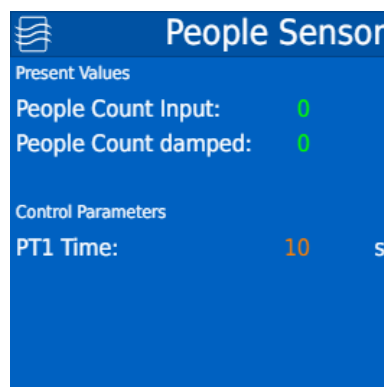 People Sensor
Present Values
People Count Input: 0
People Count damped: 0
Control Parameters
PT1 Time: 10 s